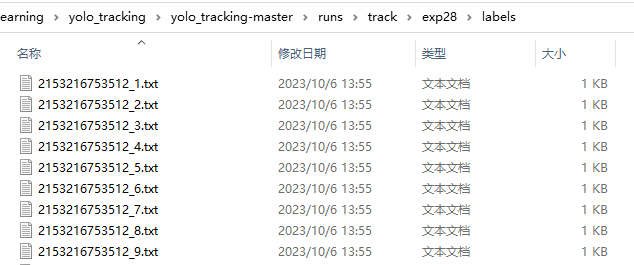 earning > yolo_tracking > yolo_tracking-master > runs > track > exp28 > labels
名称 修改日期 类型 大小
2153216753512_1.txt 2023/10/6 13:55 文本文档 1 KB
2153216753512_2.txt 2023/10/6 13:55 文本文档 1 KB
2153216753512_3.txt 2023/10/6 13:55 文本文档 1 KB
2153216753512_4.txt 2023/10/6 13:55 文本文档 1 KB
2153216753512_5.txt 2023/10/6 13:55 文本文档 1 KB
2153216753512_6.txt 2023/10/6 13:55 文本文档 1 KB
2153216753512_7.txt 2023/10/6 13:55 文本文档 1 KB
2153216753512_8.txt 2023/10/6 13:55 文本文档 1 KB
2153216753512_9.txt 2023/10/6 13:55 文本文档 1 KB